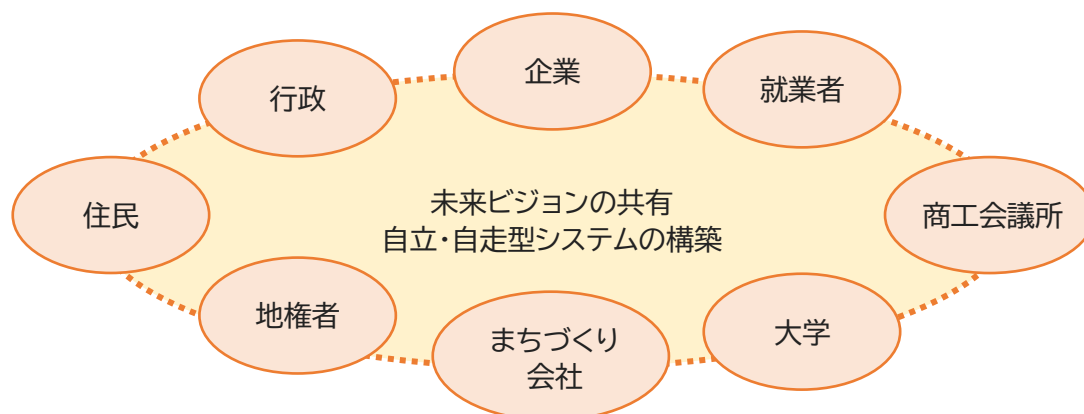 企業
行政
就業者
住民
未来ビジョンの共有
自立・自走型システムの構築
商工会議所
地権者
まちづくり
会社
大学